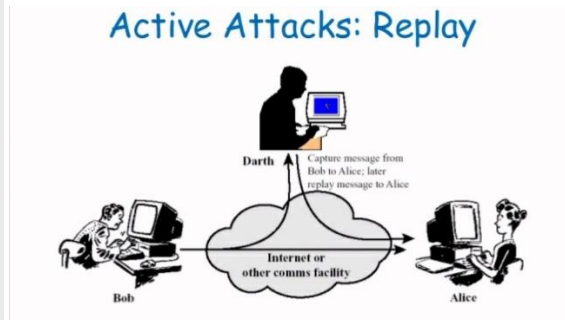 Active Attacks: Replay
Darth
Capture message from
Bob to Alice; later
replay message to Alice
Internet or
other comms facility
Bob
Alice